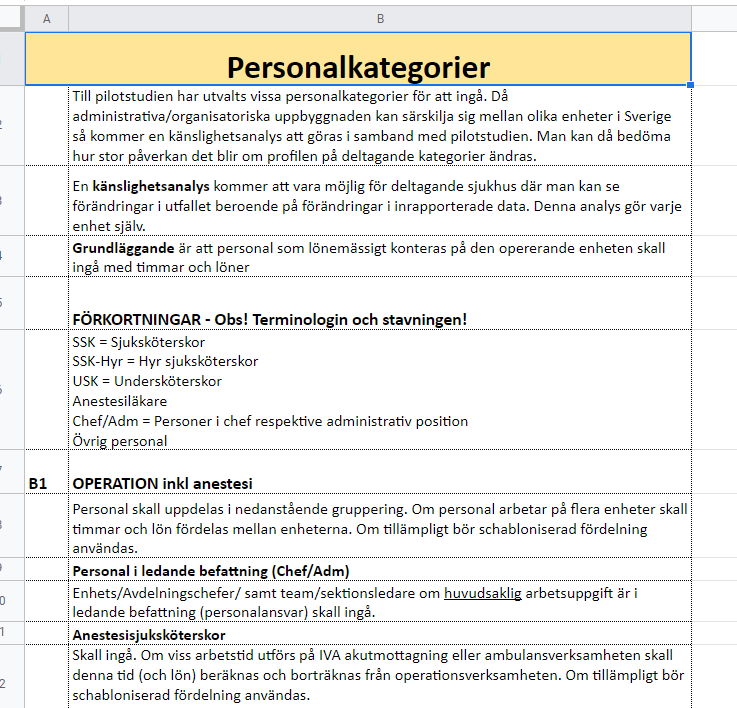 A B
Personalkategorier
Till pilotstudien har utvalts vissa personalkategorier för att ingå. Då
administrativa/organisatoriska uppbyggnaden kan särskilja sig mellan olika enheter i Sverige
så kommer en känslighetsanalys att göras i samband med pilotstudien. Man kan då bedöma
hur stor påverkan det blir om profilen på deltagande kategorier ändras.
En känslighetsanalys kommer att vara möjlig för deltagande sjukhus där man kan se
förändringar i utfallet beroende på förändringar i inrapporterade data. Denna analys gör varje
enhet själv.
Grundläggande är att personal som lönemässigt konteras på den opererande enheten skall
ingå med timmar och löner
FÖRKORTNINGAR - Obs! Terminologin och stavningen!
SSK = Sjuksköterskor
SSK-Hyr = Hyr sjuksköterskor
USK = Undersköterskor
Anestesiläkare
Chef/Adm = Personer i chef respektive administrativ position
Övrig personal
B1 OPERATION inkl anestesi
Personal skall uppdelas i nedanstående gruppering. Om personal arbetar på flera enheter skall
timmar och lön fördelas mellan enheterna. Om tillämpligt bör schabloniserad fördelning
användas.
Personal i ledande befattning (Chef/Adm)
Enhets/Avdelningschefer/ samt team/sektionsledare om huvudsaklig arbetsuppgift är i
ledande befattning (personalansvar) skall ingå.
Anestesisjuksköterskor
Skall ingå. Om viss arbetstid utförs på IVA akutmottagning eller ambulansverksamheten skall
denna tid (och lön) beräknas och borträknas från operationsverksamheten. Om tillämpligt bör
schabloniserad fördelning användas.